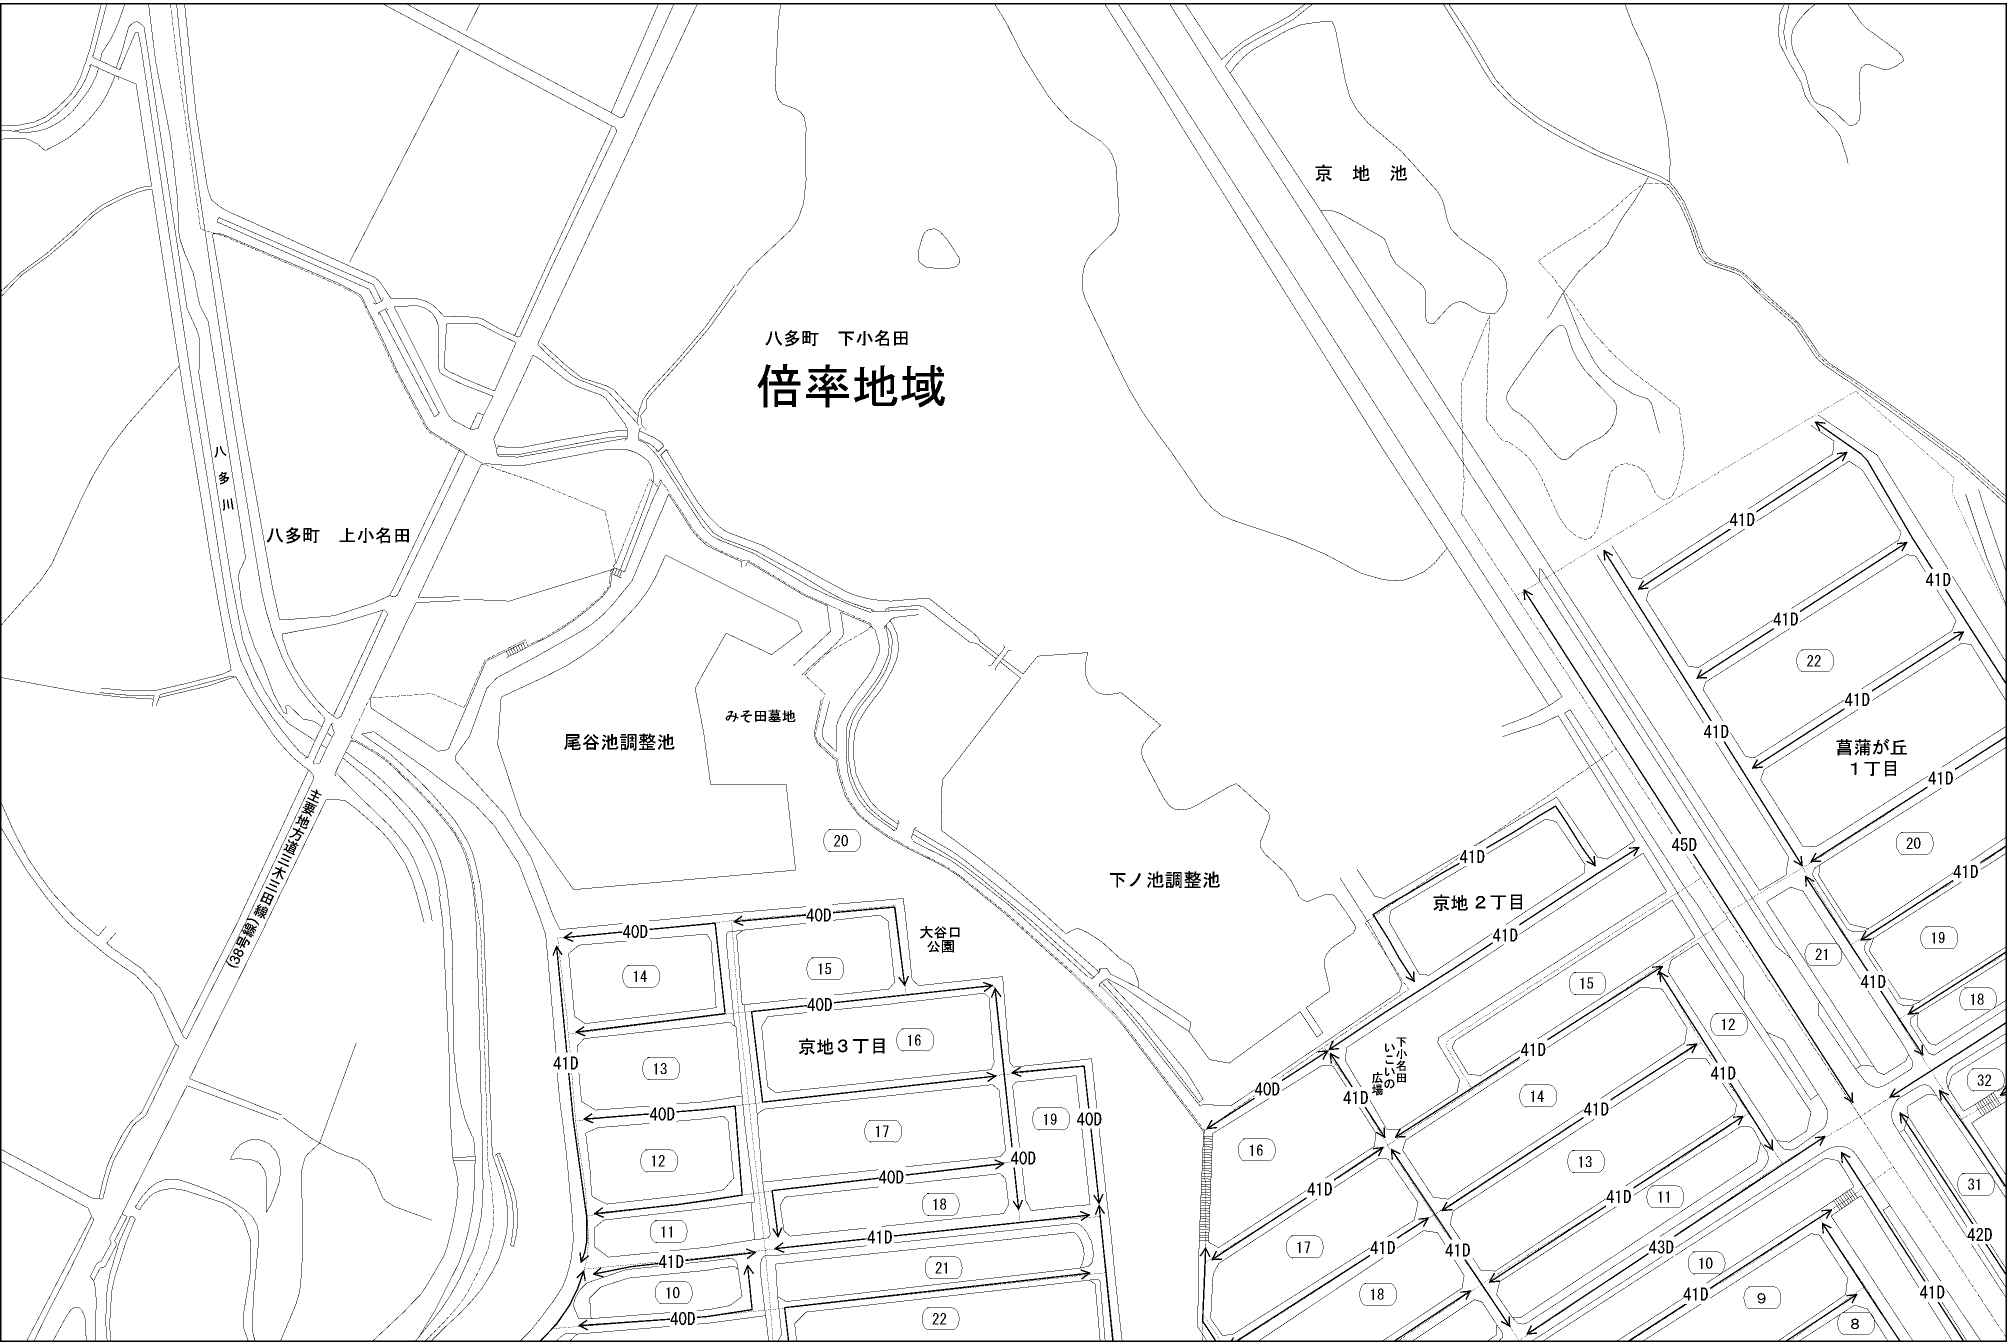 京 地 池
八多町 下小名田
倍率地域
八多川
八多町 上小名田
41D
41D
41D
22
41D
41D
菖蒲が丘
1丁目
41D
みそ田墓地
尾谷池調整池
主要地方道三木三田線
(38号線)
20
下ノ池調整池
45D
41D
20
41D
京地 2丁目
41D
19
21
41D
18
40D
40D
大谷口
公園
14
15
40D
京地3丁目
16
41D
13
40D
15
12
下小名田
いこいの
広場
41D
41D
40D
41D
14
41D
32
12
17
19
40D
40D
40D
16
13
41D
41D
11
31
18
11
41D
41D
17
41D
41D
43D
42D
10
21
10
40D
22
18
41D
9
41D
8